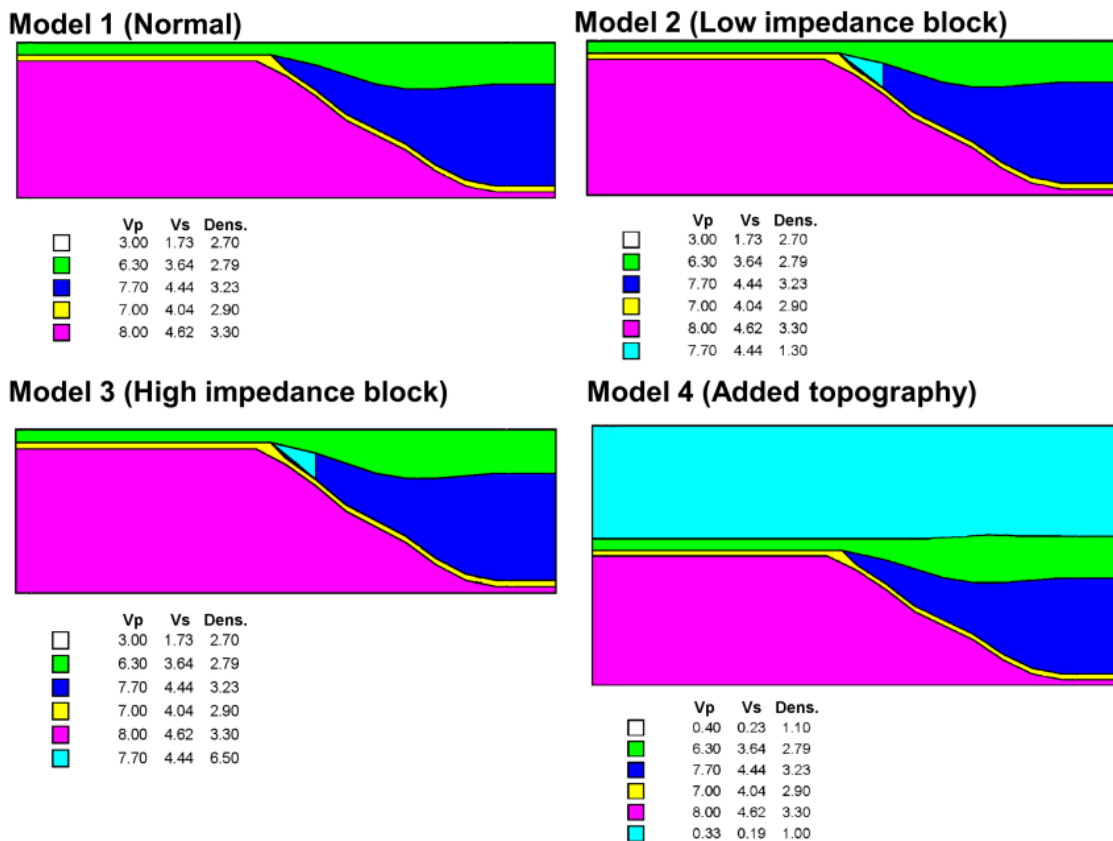 Model 1 (Normal)
Vp Vs Dens.
3.00 1.73 2.70
6.30 3.64 2.79
7.70 4.44 3.23
7.00 4.04 2.90
8.00 4.62 3.30
Model 2 (Low impedance block)
Vp Vs Dens.
3.00 1.73 2.70
6.30 3.64 2.79
7.70 4.44 3.23
7.00 4.04 2.90
8.00 4.62 3.30
7.70 4.44 1.30
Model 3 (High impedance block)
Vp Vs Dens.
3.00 1.73 2.70
6.30 3.64 2.79
7.70 4.44 3.23
7.00 4.04 2.90
8.00 4.62 3.30
7.70 4.44 6.50
Model 4 (Added topography)
Vp Vs Dens.
0.40 0.23 1.10
6.30 3.64 2.79
7.70 4.44 3.23
7.00 4.04 2.90
8.00 4.62 3.30
0.33 0.19 1.00